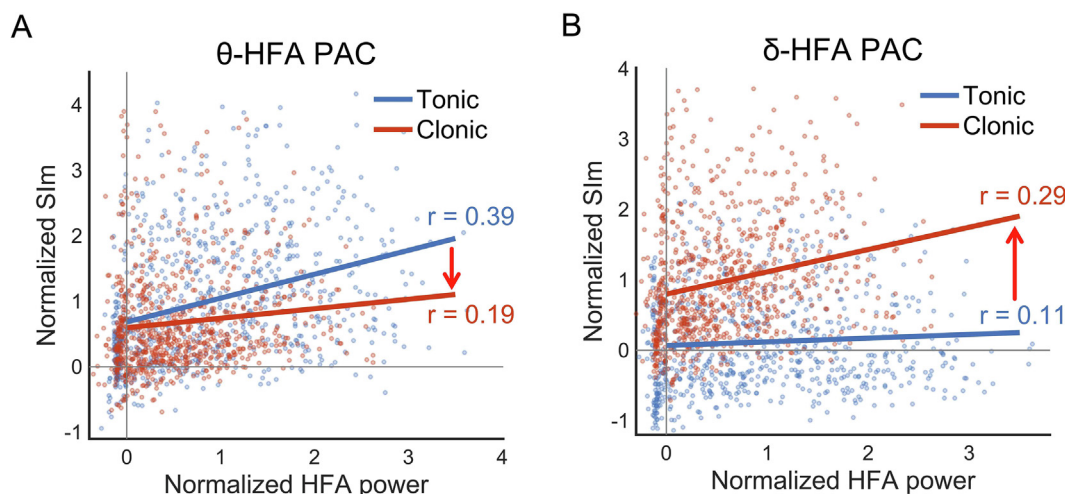 A
θ-HFA PAC
Tonic
Clonic
r = 0.39
r = 0.19
Normalized SIm
4
3
2
1
0
-1
0 1 2 3 4
Normalized HFA power
B
δ-HFA PAC
Tonic
Clonic
r = 0.29
r = 0.11
Normalized SIm
4
3
2
1
0
-1
0 1 2 3
Normalized HFA power